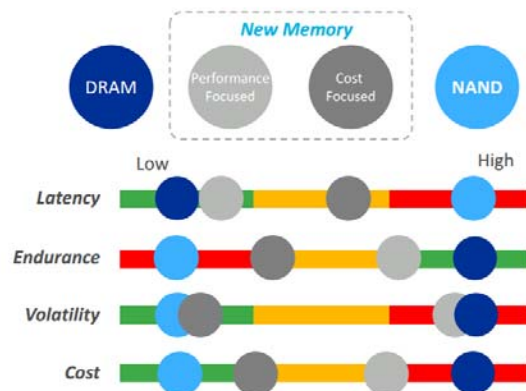 New Memory
DRAM
Performance
Focused
Cost
Focused
NAND
Low
High
Latency
Endurance
Volatility
Cost